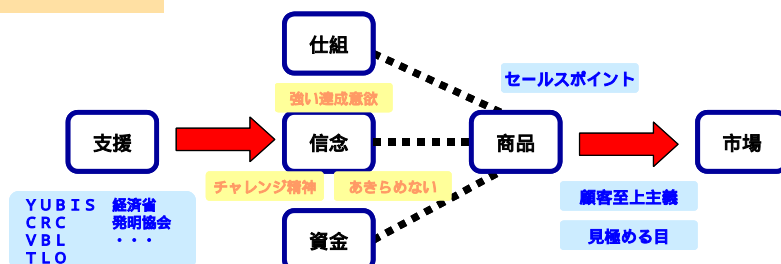 仕組
セールスポイント
強い達成意欲
支援
信念
商品
市場
チャレンジ精神
あきらめない
顧客至上主義
YUBIS 経済省
CRC 発明協会
VBL ・・・
TLO
資金
見極める目